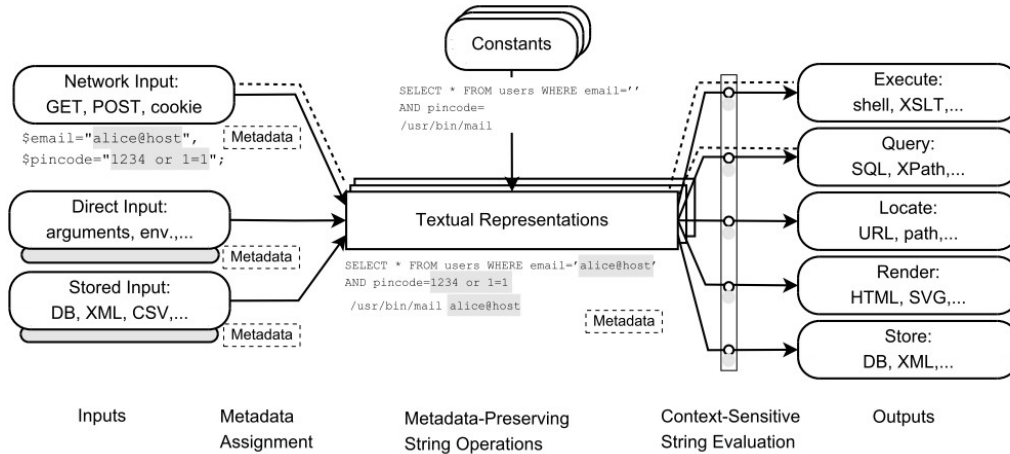 Constants
SELECT * FROM users WHERE email=''
AND pincode=
/usr/bin/mail
Network Input:
GET, POST, cookie
$email="alice@host",
$pincode="1234 or 1=1";
Metadata
Direct Input:
arguments, env.,...
Metadata
Stored Input:
DB, XML, CSV,...
Metadata
Textual Representations
SELECT * FROM users WHERE email='alice@host'
AND pincode=1234 or 1=1
/usr/bin/mail alice@host
Metadata
Execute:
shell, XSLT,...
Query:
SQL, XPath,...
Locate:
URL, path,...
Render:
HTML, SVG,...
Store:
DB, XML,...
Inputs
Metadata
Assignment
Metadata-Preserving
String Operations
Context-Sensitive
String Evaluation
Outputs